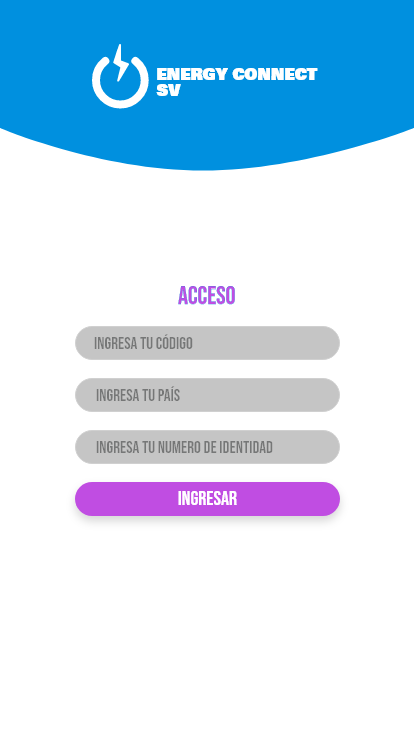 ENERGY CONNECT
SV
ACCESO
INGRESA TU CÓDIGO
INGRESA TU PAÍS
INGRESA TU NUMERO DE IDENTIDAD
INGRESAR